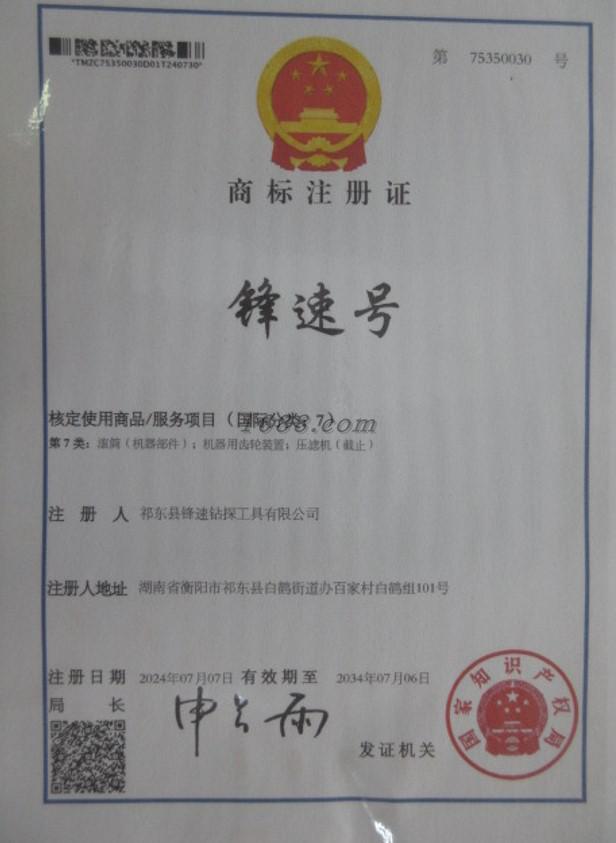 *TMZC75350030D01T240730*
第 75350030 号
商标注册证
锋速号
核定使用商品/服务项目（国际分类：7）
1688.com
第7类：滚筒（机器部件）；机器用齿轮装置；压滤机（截止）
注册人 祁东县锋速钻探工具有限公司
注册人地址 湖南省衡阳市祁东县白鹤街道办百家村白鹤组101号
注册日期 2024年07月07日 有效期至 2034年07月06日
局长 申长雨
发证机关
国家知识产权局